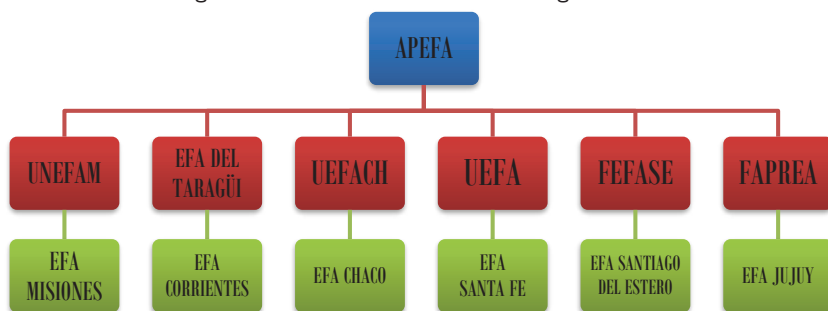 APEFA
UNEFAM
EFA DEL
TARAGÜI
UEFACH
UEFA
FEFASE
FAPREA
EFA
MISIONES
EFA
CORRIENTES
EFA CHACO
EFA
SANTA FE
EFA SANTIAGO
DEL ESTERO
EFA JUJUY